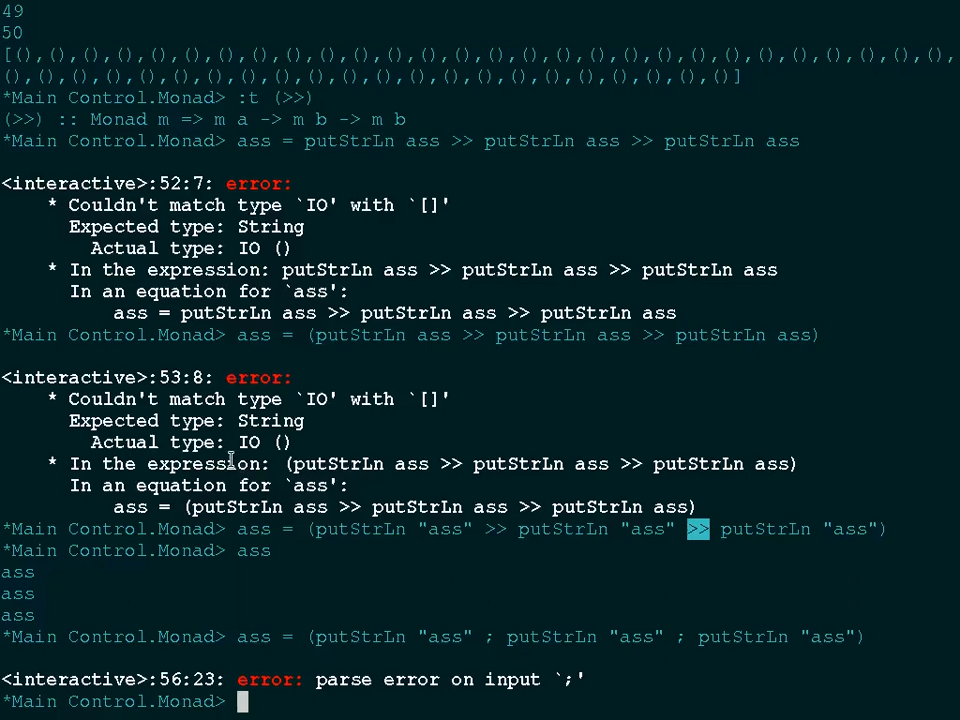 49
50
[(),(),(),(),(),(),(),(),(),(),(),(),(),(),(),(),(),(),(),(),(),(),(),(),(),(),(),(),
(),(),(),(),(),(),(),(),(),(),(),(),(),(),(),(),(),(),(),(),(),()]
*Main Control.Monad> :t (>>)
(>>) :: Monad m => m a -> m b -> m b
*Main Control.Monad> ass = putStrLn ass >> putStrLn ass >> putStrLn ass
<interactive>:52:7: error:
    * Couldn't match type `IO' with `[]'
      Expected type: String
        Actual type: IO ()
    * In the expression: putStrLn ass >> putStrLn ass >> putStrLn ass
      In an equation for `ass':
          ass = putStrLn ass >> putStrLn ass >> putStrLn ass
*Main Control.Monad> ass = (putStrLn ass >> putStrLn ass >> putStrLn ass)
<interactive>:53:8: error:
    * Couldn't match type `IO' with `[]'
      Expected type: String
        Actual type: IO ()
    * In the expression: (putStrLn ass >> putStrLn ass >> putStrLn ass)
      In an equation for `ass':
          ass = (putStrLn ass >> putStrLn ass >> putStrLn ass)
*Main Control.Monad> ass = (putStrLn "ass" >> putStrLn "ass" >> putStrLn "ass")
*Main Control.Monad> ass
ass
ass
ass
*Main Control.Monad> ass = (putStrLn "ass" ; putStrLn "ass" ; putStrLn "ass")
<interactive>:56:23: error: parse error on input `;'
*Main Control.Monad>